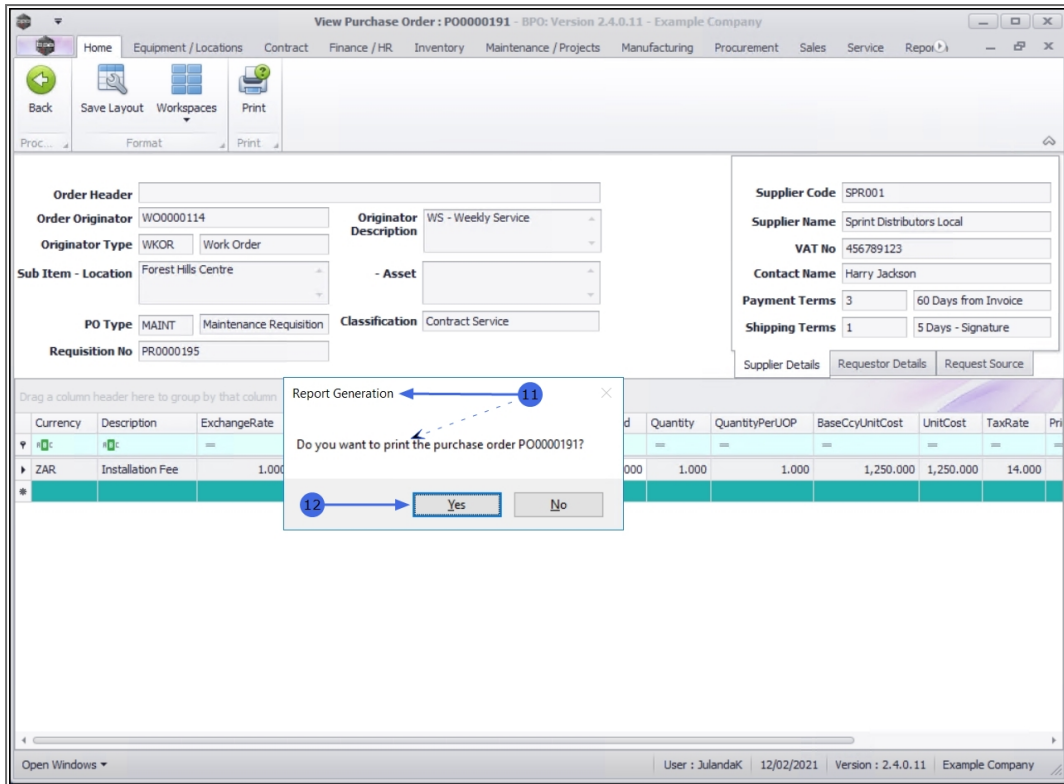 View Purchase Order : PO0000191 - BPO: Version 2.4.0.11 - Example Company
Home Equipment / Locations Contract Finance / HR Inventory Maintenance / Projects Manufacturing Procurement Sales Service
Back Save Layout Workspaces Print
Proc... Format Print
Order Header
Order Originator WO0000114 Originator Description WS - Weekly Service
Originator Type WKOR Work Order
Sub Item - Location Forest Hills Centre - Asset
PO Type MAINT Maintenance Requisition Classification Contract Service
Requisition No PR0000195
Supplier Code SPR001
Supplier Name Sprint Distributors Local
VAT No 456789123
Contact Name Harry Jackson
Payment Terms 3 60 Days from Invoice
Shipping Terms 1 5 Days - Signature
Supplier Details Requestor Details Request Source
Drag a column header here to group by that column
Currency Description ExchangeRate d Quantity QuantityPerUOP BaseCcyUnitCost UnitCost TaxRate Pri
= = = = = = =
ZAR Installation Fee 1.000 000 1.000 1.000 1,250.000 1,250.000 14.000
Report Generation 11
Do you want to print the purchase order PO0000191?
12 Yes No
Open Windows User : JulandaK 12/02/2021 Version : 2.4.0.11 Example Company